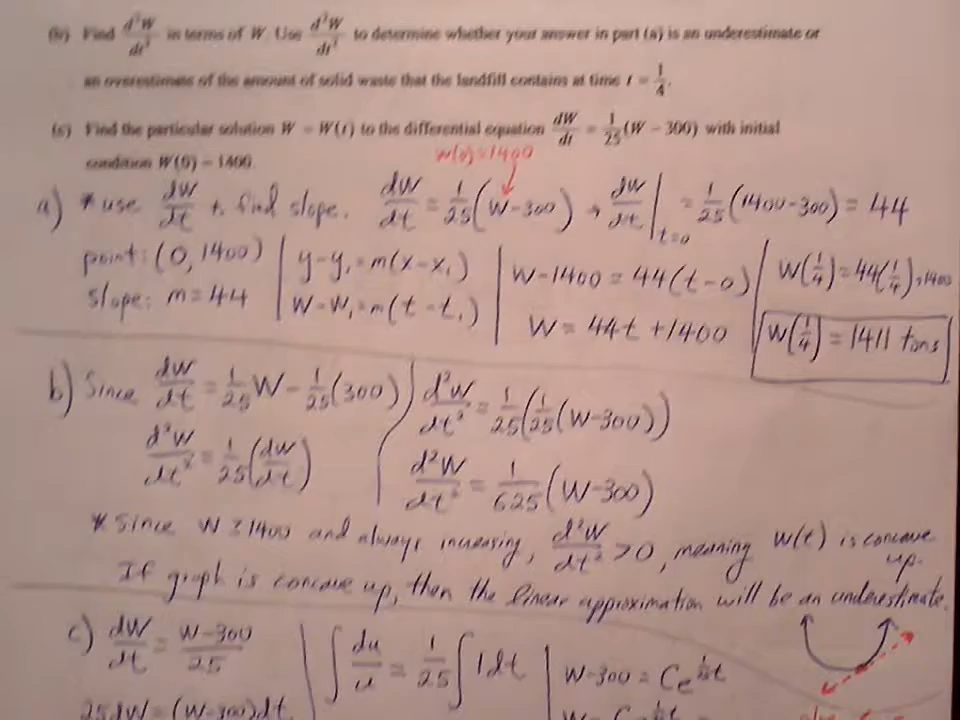 (b) Find d²W/dt² in terms of W. Use d²W/dt² to determine whether your answer in part (a) is an underestimate or
an overestimate of the amount of solid waste that the landfill contains at time t = 1/4.
(c) Find the particular solution W = W(t) to the differential equation dW/dt = 1/25(W − 300) with initial
condition W(0) = 1400.
W(0)=1400
a) * use dW/dt to find slope. dW/dt = 1/25(W-300) → dW/dt|t=0 = 1/25(1400-300) = 44
point: (0, 1400) | y-y₁=m(x-x₁) | W-1400 = 44(t-0) | W(1/4)=44(1/4)+1400
slope: m=44 | W-W₁=m(t-t₁) | W = 44t +1400 | W(1/4) = 1411 tons
b) Since dW/dt = 1/25 W - 1/25(300) | d²W/dt² = 1/25(1/25(W-300))
d²W/dt² = 1/25(dW/dt) | d²W/dt² = 1/625(W-300)
* since W ≥ 1400 and always increasing, d²W/dt² >0, meaning W(t) is concave
up.
If graph is concave up, then the linear approximation will be an underestimate.
c) dW/dt = W-300/25 | ∫ du/u = 1/25 ∫ 1dt | W-300 = Ce^1/25t
25dW = (W-300)dt